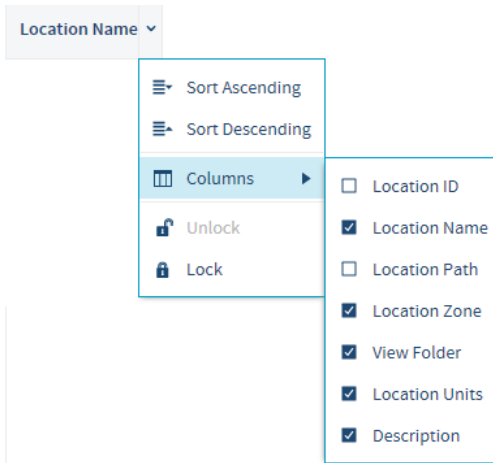 Location Name
Sort Ascending
Sort Descending
Columns
Unlock
Lock
Location ID
Location Name
Location Path
Location Zone
View Folder
Location Units
Description